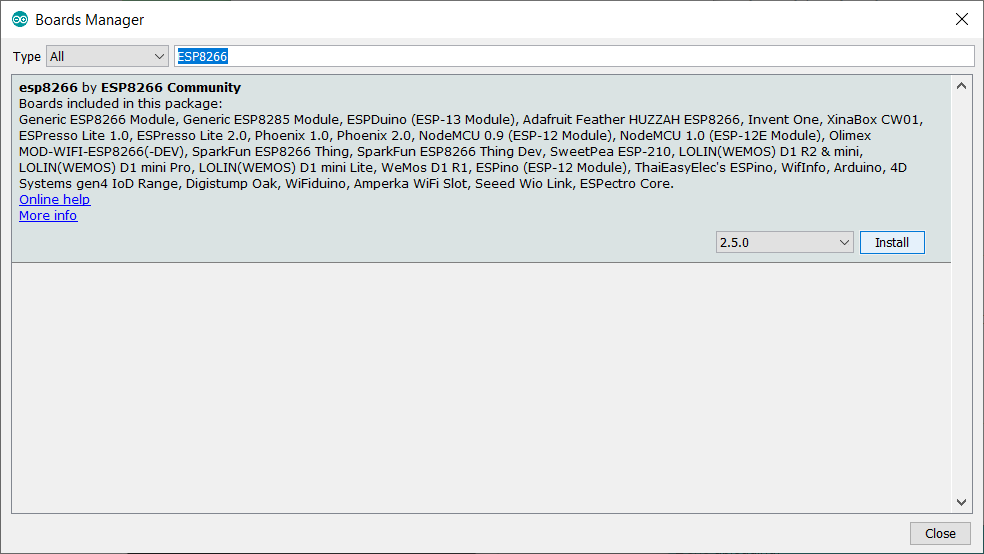 Boards Manager
Type All ESP8266
esp8266 by ESP8266 Community
Boards included in this package:
Generic ESP8266 Module, Generic ESP8285 Module, ESPDuino (ESP-13 Module), Adafruit Feather HUZZAH ESP8266, Invent One, XinaBox CW01,
ESPresso Lite 1.0, ESPresso Lite 2.0, Phoenix 1.0, Phoenix 2.0, NodeMCU 0.9 (ESP-12 Module), NodeMCU 1.0 (ESP-12E Module), Olimex
MOD-WIFI-ESP8266(-DEV), SparkFun ESP8266 Thing, SparkFun ESP8266 Thing Dev, SweetPea ESP-210, LOLIN(WEMOS) D1 R2 & mini,
LOLIN(WEMOS) D1 mini Pro, LOLIN(WEMOS) D1 mini Lite, WeMos D1 R1, ESPino (ESP-12 Module), ThaiEasyElec's ESPino, WifInfo, Arduino, 4D
Systems gen4 IoD Range, Digistump Oak, WiFiduino, Amperka WiFi Slot, Seeed Wio Link, ESPectro Core.
Online help
More info
2.5.0 Install
Close